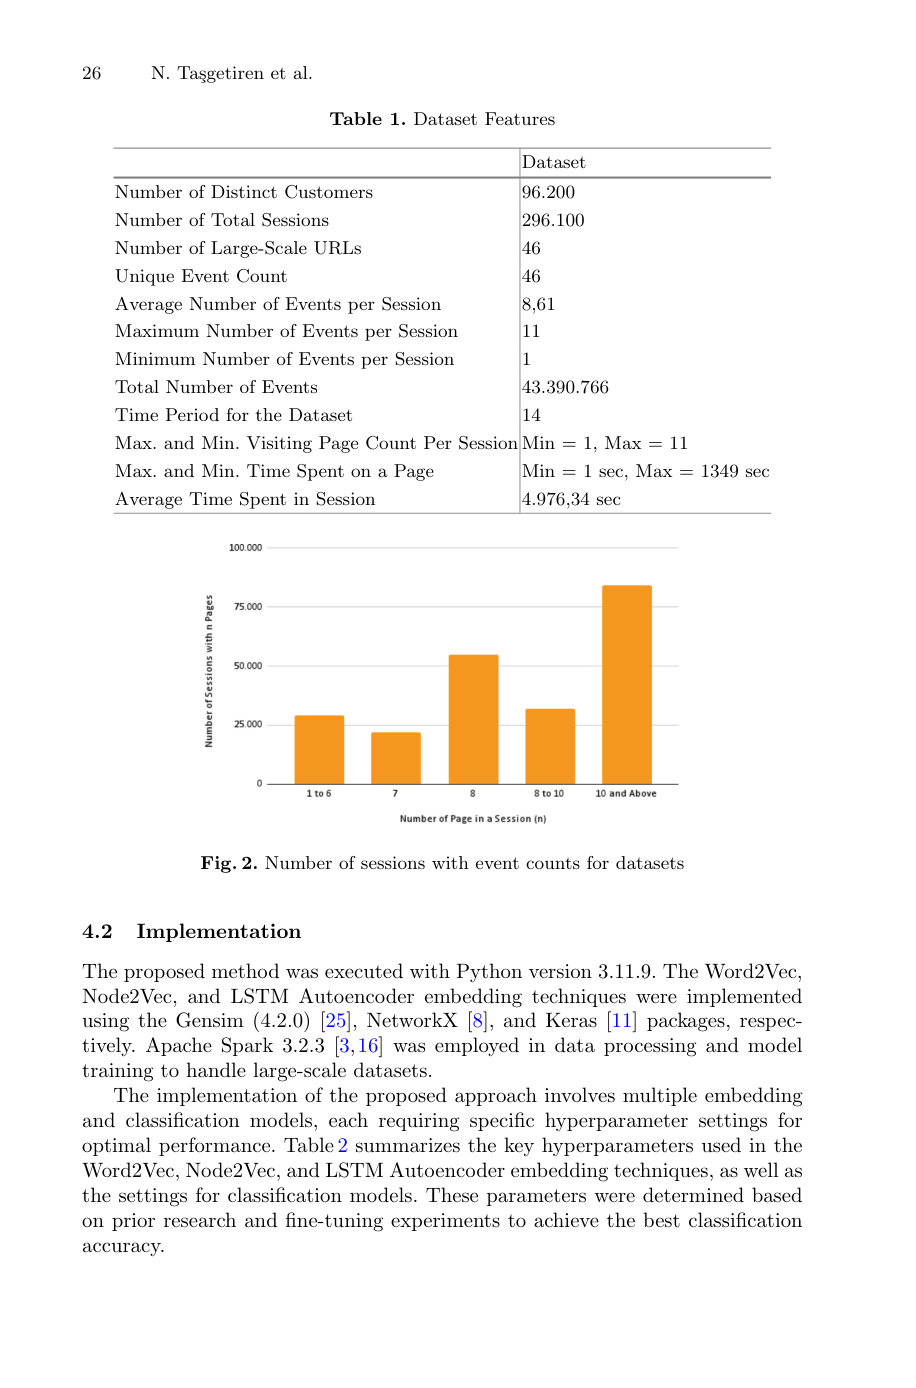 26 N. Taşgetiren et al.
Table 1. Dataset Features
Dataset
Number of Distinct Customers 96.200
Number of Total Sessions 296.100
Number of Large-Scale URLs 46
Unique Event Count 46
Average Number of Events per Session 8,61
Maximum Number of Events per Session 11
Minimum Number of Events per Session 1
Total Number of Events 43.390.766
Time Period for the Dataset 14
Max. and Min. Visiting Page Count Per Session Min = 1, Max = 11
Max. and Min. Time Spent on a Page Min = 1 sec, Max = 1349 sec
Average Time Spent in Session 4.976,34 sec
Number of Sessions with n Pages
100.000
75.000
50.000
25.000
0
1 to 6 7 8 8 to 10 10 and Above
Number of Page in a Session (n)
Fig. 2. Number of sessions with event counts for datasets
4.2 Implementation
The proposed method was executed with Python version 3.11.9. The Word2Vec,
Node2Vec, and LSTM Autoencoder embedding techniques were implemented
using the Gensim (4.2.0) [25], NetworkX [8], and Keras [11] packages, respec-
tively. Apache Spark 3.2.3 [3,16] was employed in data processing and model
training to handle large-scale datasets.
The implementation of the proposed approach involves multiple embedding
and classification models, each requiring specific hyperparameter settings for
optimal performance. Table 2 summarizes the key hyperparameters used in the
Word2Vec, Node2Vec, and LSTM Autoencoder embedding techniques, as well as
the settings for classification models. These parameters were determined based
on prior research and fine-tuning experiments to achieve the best classification
accuracy.